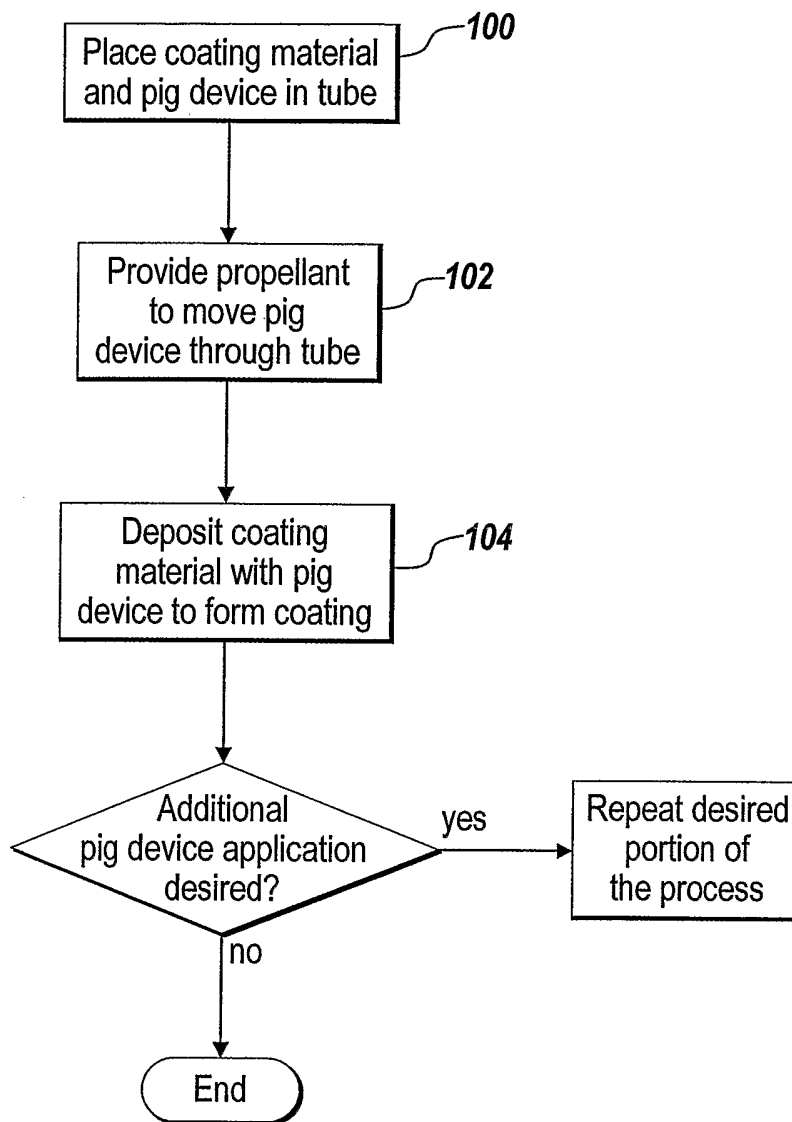 100
Place coating material
and pig device in tube
102
Provide propellant
to move pig
device through tube
104
Deposit coating
material with pig
device to form coating
Additional
pig device application
desired?
yes
Repeat desired
portion of
the process
no
End